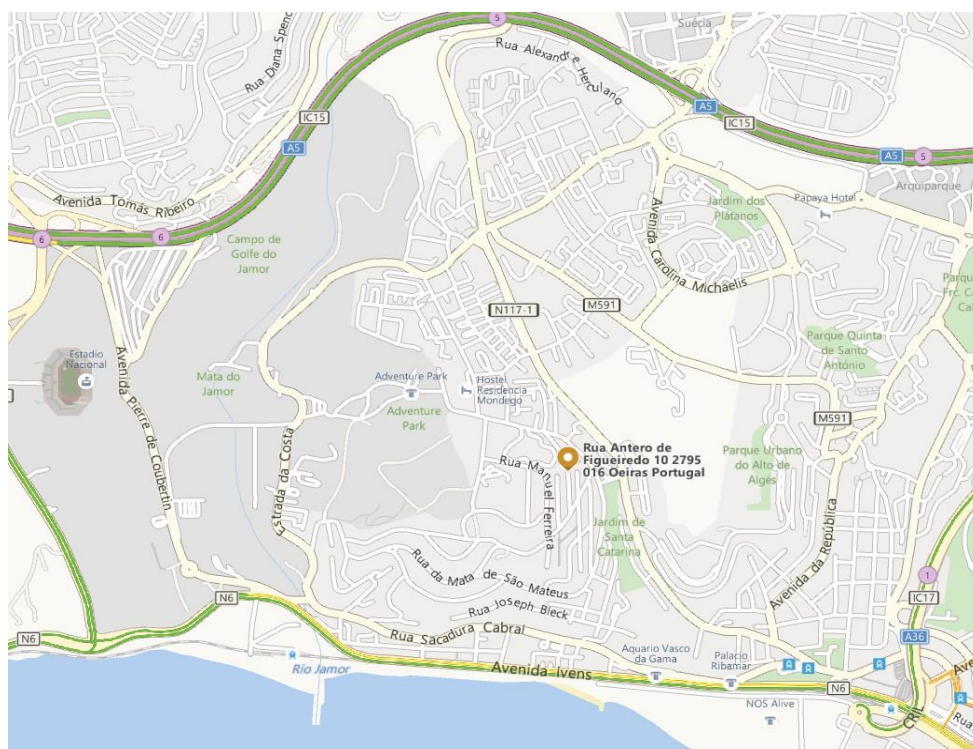 5
Suécia
Rua Alexandre Herculano
Rua Diana Spenc
IC15
A5
A5
IC15
A5
5
Arquiparque
Avenida Tomás Ribeiro
6
6
Papaya Hotel
Jardim dos
Plátanos
Campo de
Golfe do
Jamor
Avenida Carolina Michaëlis
Parque
Frc. Ca
N117-1
M591
Estadio
Nacional
Avenida Pierre de Coubertin
Mata do
Jamor
Adventure Park
Adventure
Park
Hostel
Residencia
Mondego
Parque Quinta
de Santo
António
M591
Estrada da Costa
Rua Manuel Ferreira
Rua Antero de
Figueiredo 10 2795
016 Oeiras Portugal
Parque Urbano
do Alto de
Algés
Jardim de
Santa
Catarina
Avenida da República
Rua da Mata de São Mateus
Rua Joseph Bleck
1
IC17
N6
N6
Rua Sacadura Cabral
A36
Rio Jamor
Avenida Ivens
Aquario Vasco
da Gama
Palacio
Ribamar
N6
NOS Alive
CRIL
Rua